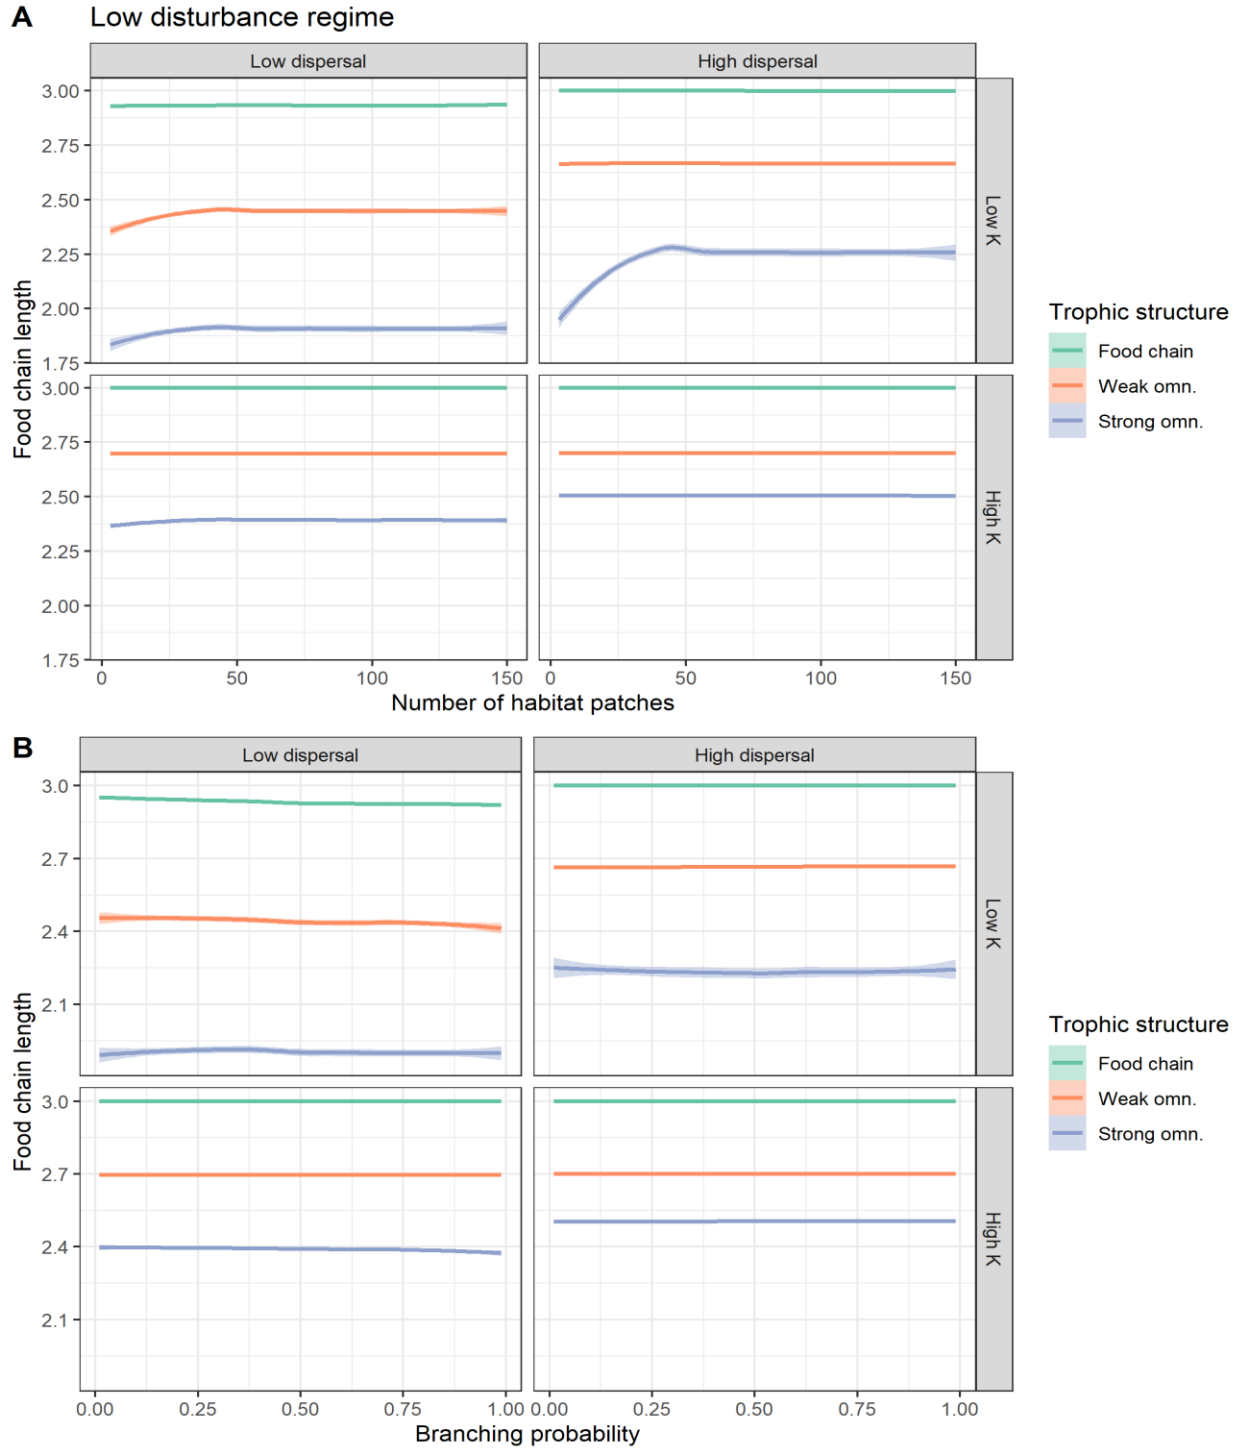 A Low disturbance regime
Low dispersal High dispersal
3.00
2.75
2.50
2.25
2.00
1.75
Low K
3.00
2.75
2.50
2.25
2.00
1.75
High K
Food chain length
0 50 100 150 0 50 100 150
Number of habitat patches
Trophic structure
Food chain
Weak omn.
Strong omn.
B
Low dispersal High dispersal
3.0
2.7
2.4
2.1
Low K
3.0
2.7
2.4
2.1
High K
Food chain length
0.00 0.25 0.50 0.75 1.00 0.00 0.25 0.50 0.75 1.00
Branching probability
Trophic structure
Food chain
Weak omn.
Strong omn.